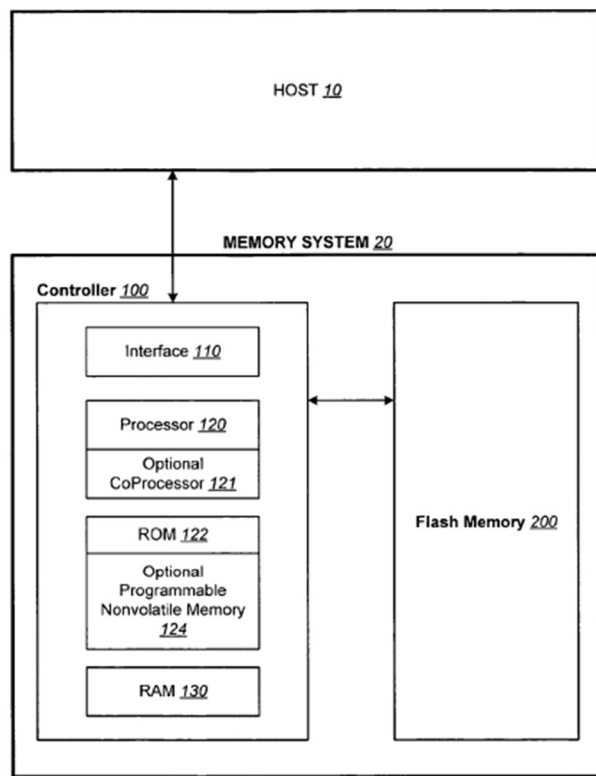 HOST 10
MEMORY SYSTEM 20
Controller 100
Interface 110
Processor 120
Optional
CoProcessor 121
ROM 122
Optional
Programmable
Nonvolatile Memory
124
RAM 130
Flash Memory 200